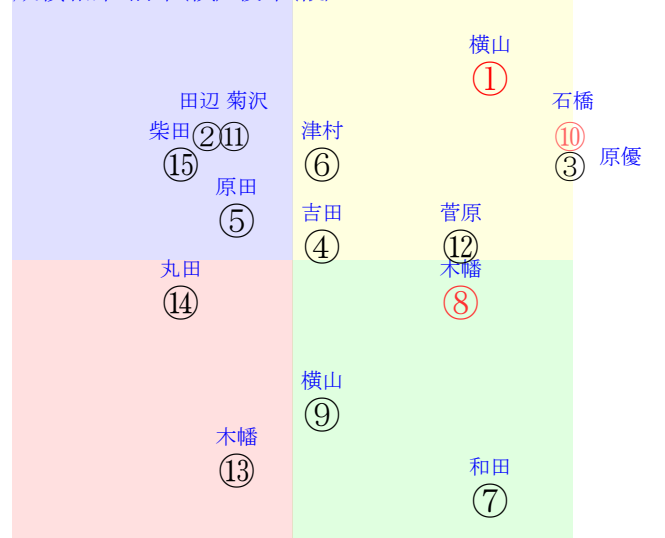 横山
①
田辺 菊沢
石橋
柴田②⑪
津村
⑩
⑮
⑥
③ 原優
原田
⑤
吉田
菅原
④
⑫
丸田
木幡
⑭
⑧
横山
⑨
木幡
⑬
和田
⑦